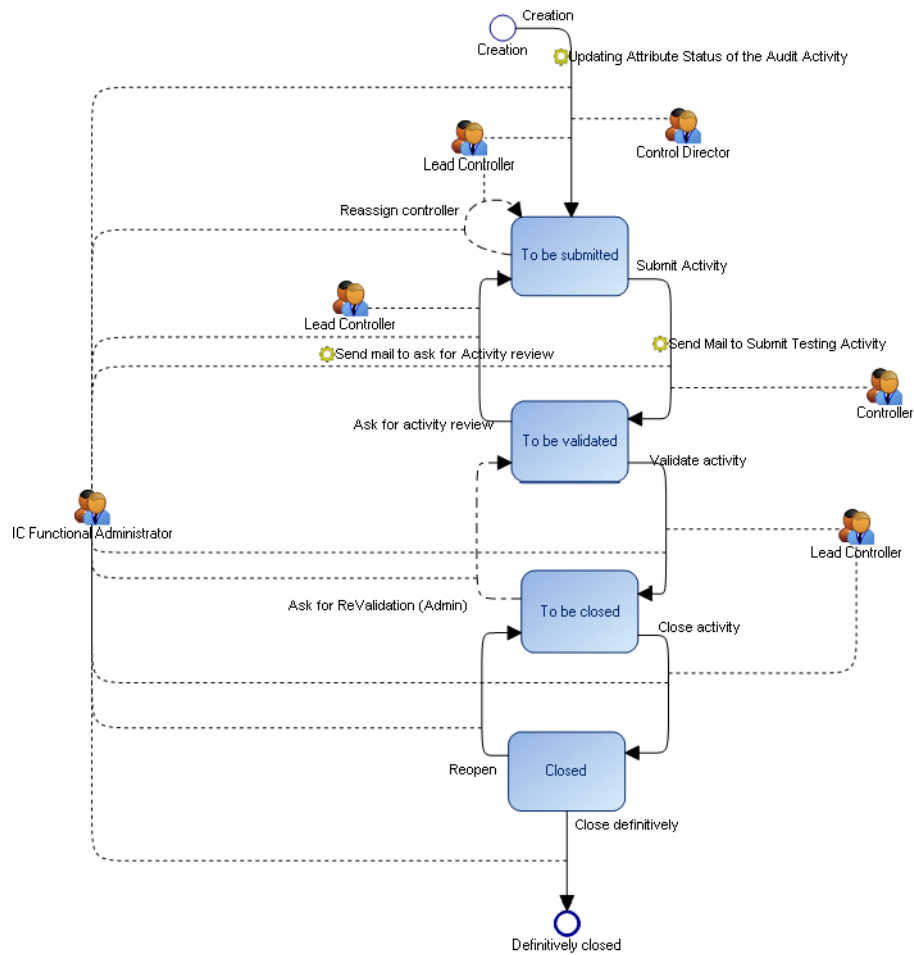 Creation
Creation
Updating Attribute Status of the Audit Activity
Lead Controller
Control Director
Reassign controller
To be submitted
Submit Activity
Lead Controller
Send mail to ask for Activity review
Send Mail to Submit Testing Activity
Controller
Ask for activity review
To be validated
Validate activity
IC Functional Administrator
Lead Controller
Ask for ReValidation (Admin)
To be closed
Close activity
Reopen
Closed
Close definitively
Definitively closed